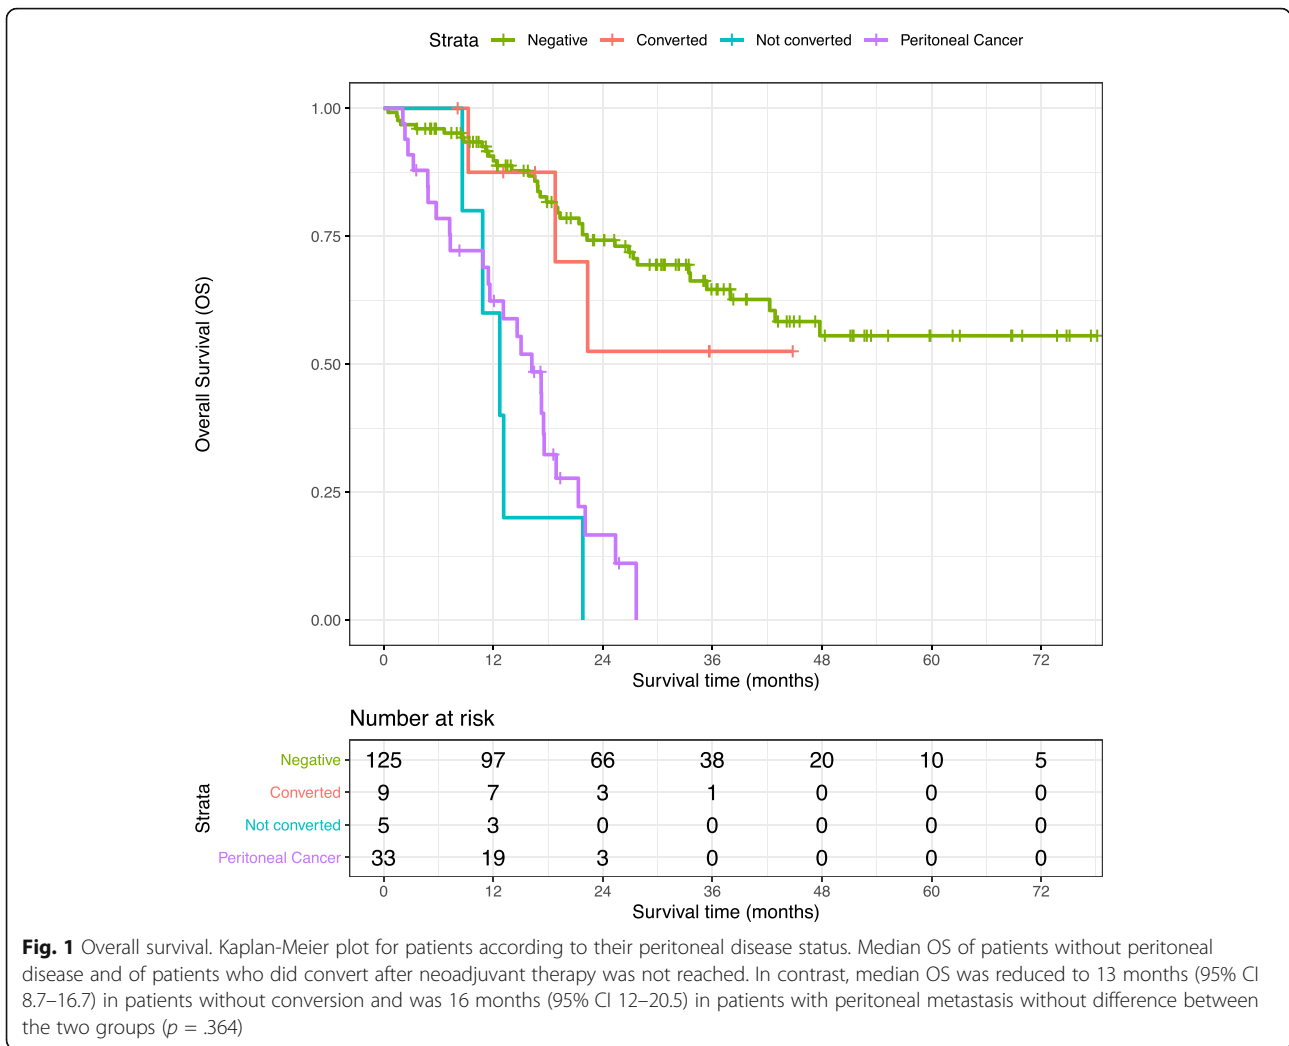 Strata Negative Converted Not converted Peritoneal Cancer
1.00
0.75
0.50
0.25
0.00
Overall Survival (OS)
0 12 24 36 48 60 72
Survival time (months)
Number at risk
Strata
Negative 125 97 66 38 20 10 5
Converted 9 7 3 1 0 0 0
Not converted 5 3 0 0 0 0 0
Peritoneal Cancer 33 19 3 0 0 0 0
0 12 24 36 48 60 72
Survival time (months)
Fig. 1 Overall survival. Kaplan-Meier plot for patients according to their peritoneal disease status. Median OS of patients without peritoneal
disease and of patients who did convert after neoadjuvant therapy was not reached. In contrast, median OS was reduced to 13 months (95% CI
8.7–16.7) in patients without conversion and was 16 months (95% CI 12–20.5) in patients with peritoneal metastasis without difference between
the two groups (p = .364)